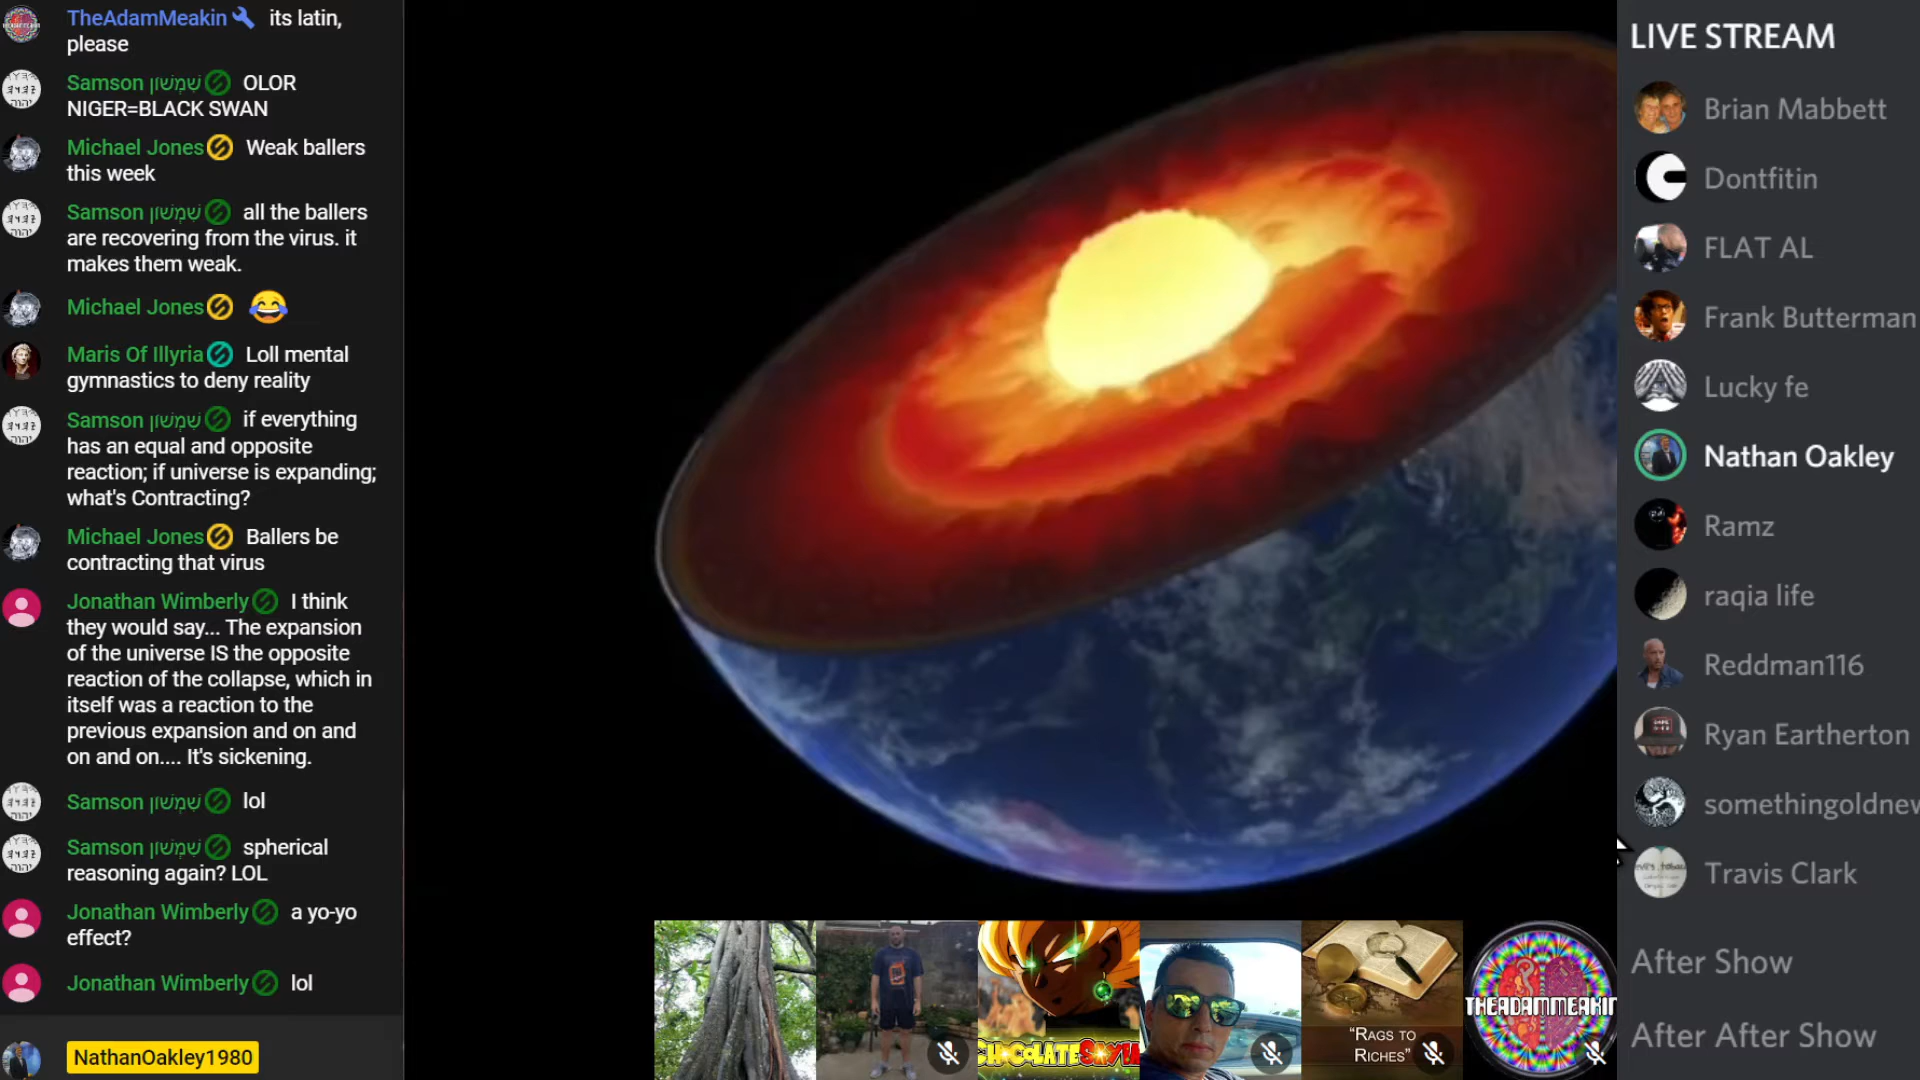 TheAdamMeakin its latin,
please
Samson שִׁמְשׁוֹן OLOR
NIGER=BLACK SWAN
Michael Jones Weak ballers
this week
Samson שִׁמְשׁוֹן all the ballers
are recovering from the virus. it
makes them weak.
Michael Jones 😂
Maris Of Illyria Loll mental
gymnastics to deny reality
Samson שִׁמְשׁוֹן if everything
has an equal and opposite
reaction; if universe is expanding;
what's Contracting?
Michael Jones Ballers be
contracting that virus
Jonathan Wimberly I think
they would say... The expansion
of the universe IS the opposite
reaction of the collapse, which in
itself was a reaction to the
previous expansion and on and
on and on.... It's sickening.
Samson שִׁמְשׁוֹן lol
Samson שִׁמְשׁוֹן spherical
reasoning again? LOL
Jonathan Wimberly a yo-yo
effect?
Jonathan Wimberly lol
NathanOakley1980
CHOCOLATE
"RAGS TO
RICHES"
THEADAMMEAKIN
LIVE STREAM
Brian Mabbett
Dontfitin
FLAT AL
Frank Butterman
Lucky fe
Nathan Oakley
Ramz
raqia life
Reddman116
Ryan Eartherton
somethingoldnew
Travis Clark
After Show
After After Show